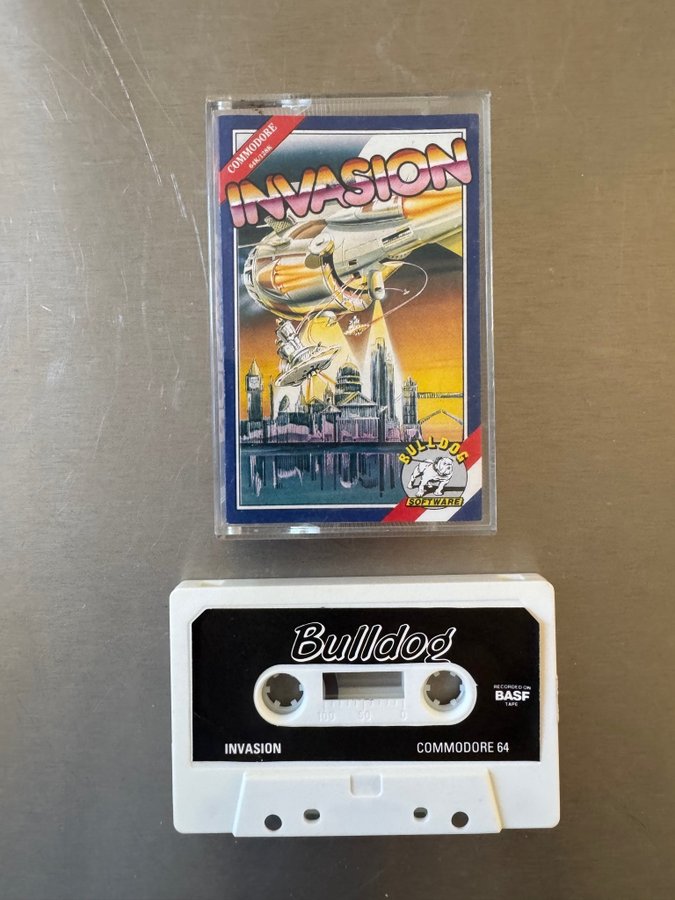 COMMODORE
64K/128K
INVASION
BULLDOG
SOFTWARE
Bulldog
RECORDED ON
BASF
TAPE
100 50 0
INVASION COMMODORE 64